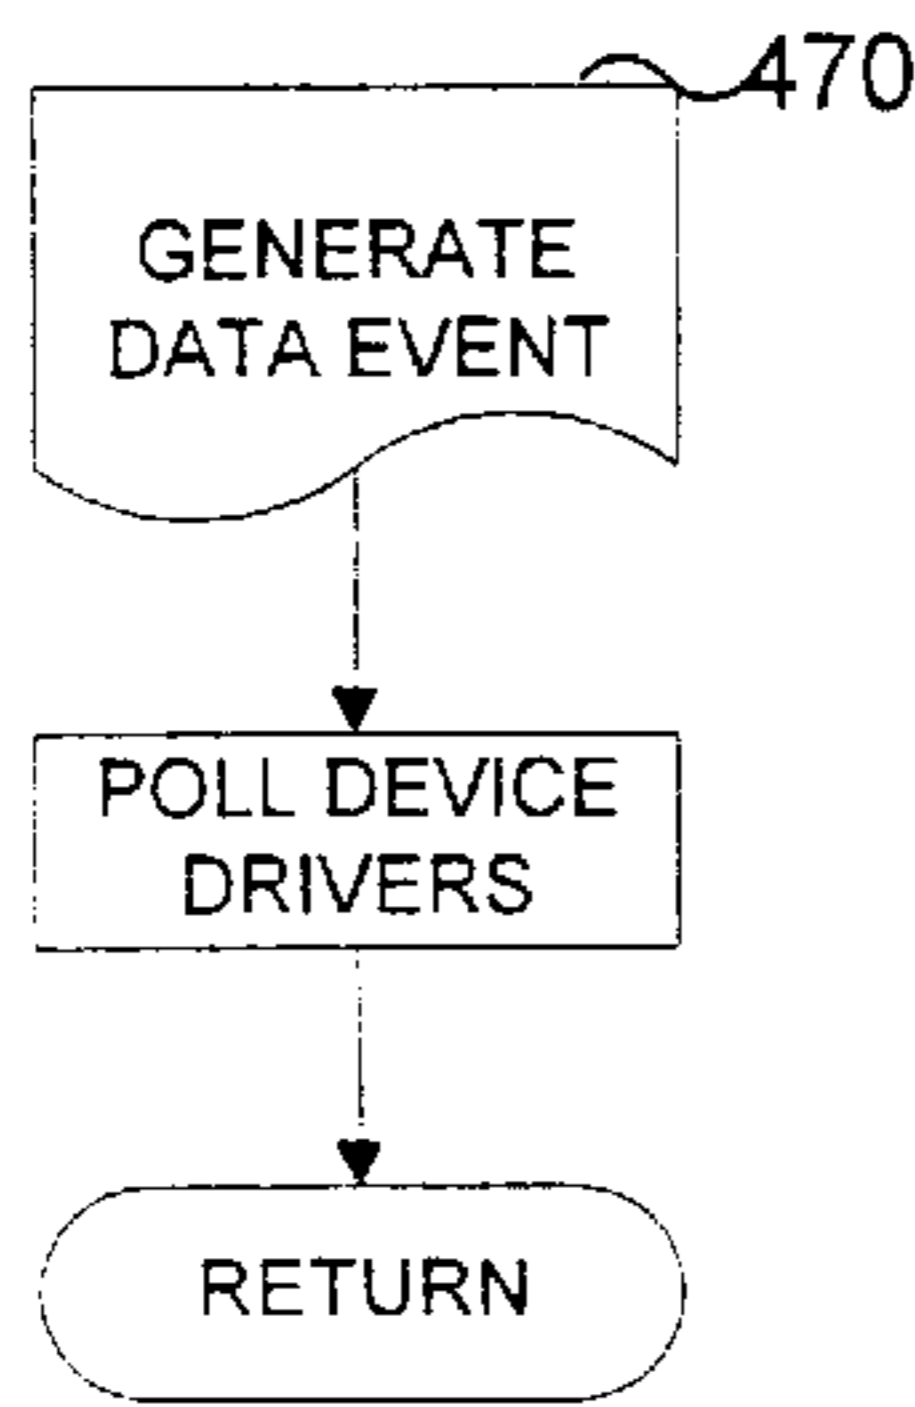 470
GENERATE
DATA EVENT
POLL DEVICE
DRIVERS
RETURN